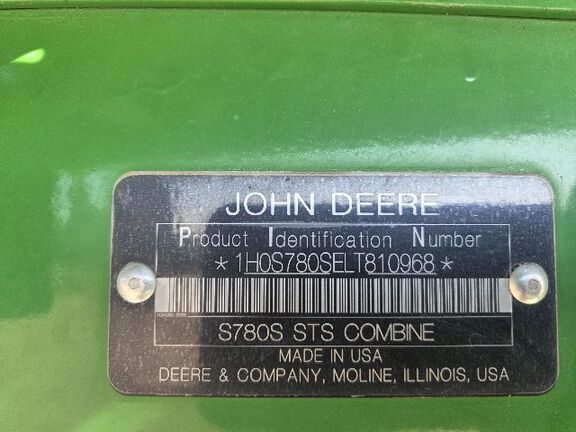 JOHN DEERE
Product Identification Number
*1H0S780SELT810968*
S780S STS COMBINE
MADE IN USA
DEERE & COMPANY, MOLINE, ILLINOIS, USA